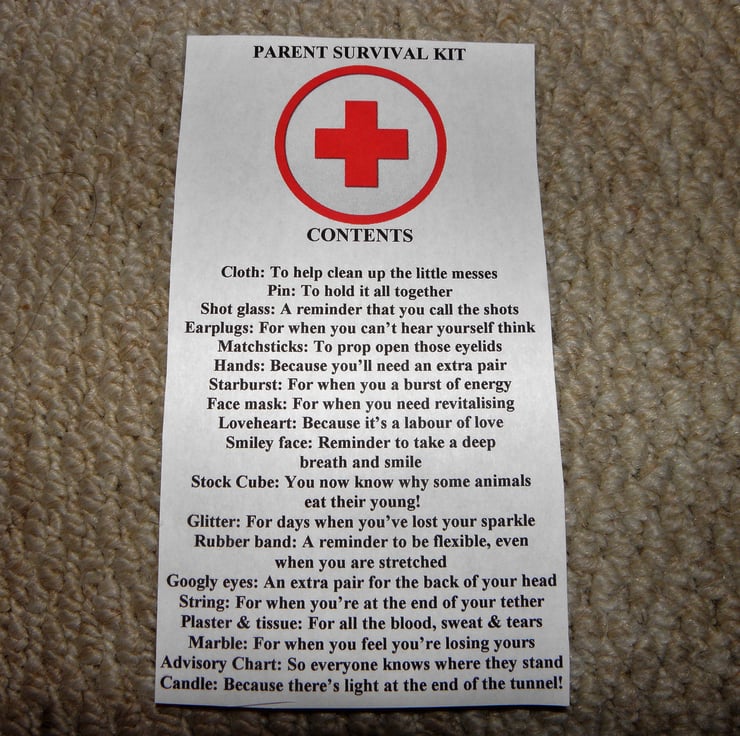 PARENT SURVIVAL KIT
CONTENTS
Cloth: To help clean up the little messes
Pin: To hold it all together
Shot glass: A reminder that you call the shots
Earplugs: For when you can't hear yourself think
Matchsticks: To prop open those eyelids
Hands: Because you'll need an extra pair
Starburst: For when you a burst of energy
Face mask: For when you need revitalising
Loveheart: Because it's a labour of love
Smiley face: Reminder to take a deep
breath and smile
Stock Cube: You now know why some animals
eat their young!
Glitter: For days when you've lost your sparkle
Rubber band: A reminder to be flexible, even
when you are stretched
Googly eyes: An extra pair for the back of your head
String: For when you're at the end of your tether
Plaster & tissue: For all the blood, sweat & tears
Marble: For when you feel you're losing yours
Advisory Chart: So everyone knows where they stand
Candle: Because there's light at the end of the tunnel!